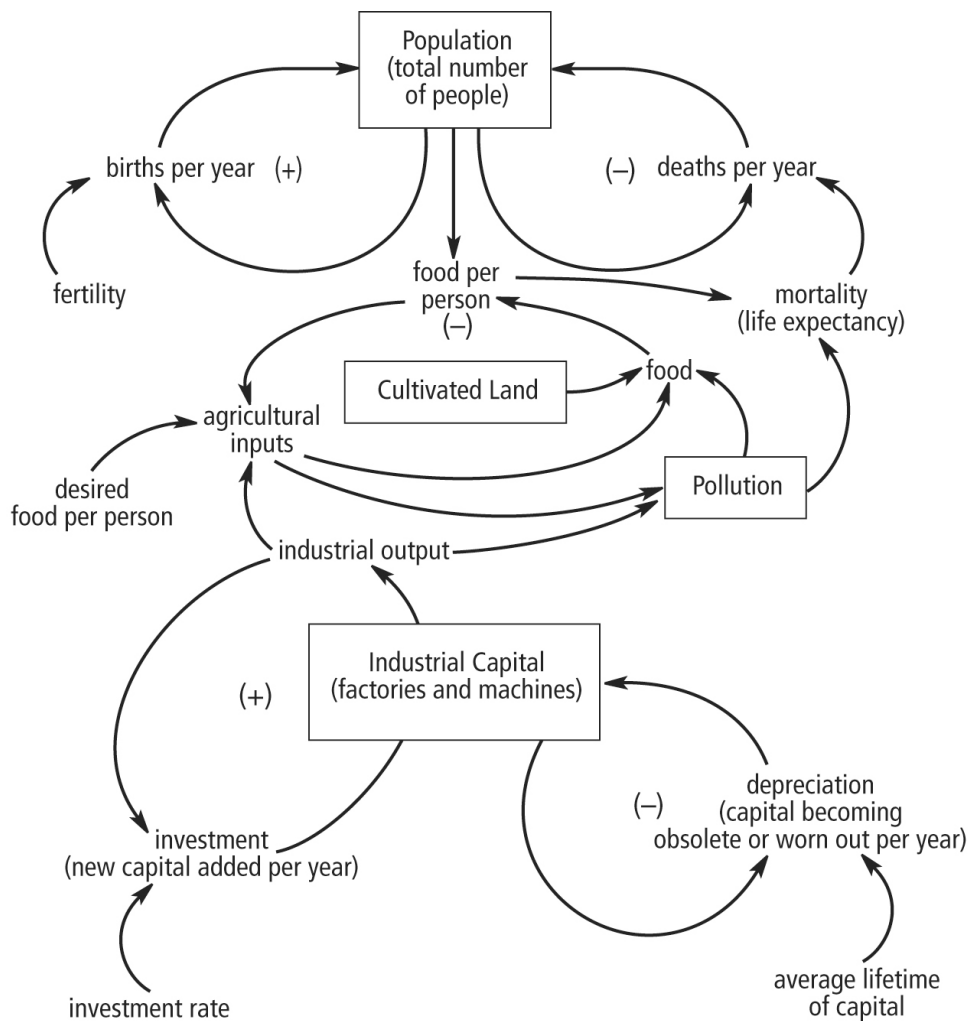 Population
(total number
of people)
births per year (+)
(–) deaths per year
fertility
food per
person
(–)
mortality
(life expectancy)
Cultivated Land
food
agricultural
inputs
desired
food per person
Pollution
industrial output
Industrial Capital
(factories and machines)
(+)
depreciation
(capital becoming
obsolete or worn out per year)
(–)
investment
(new capital added per year)
investment rate
average lifetime
of capital